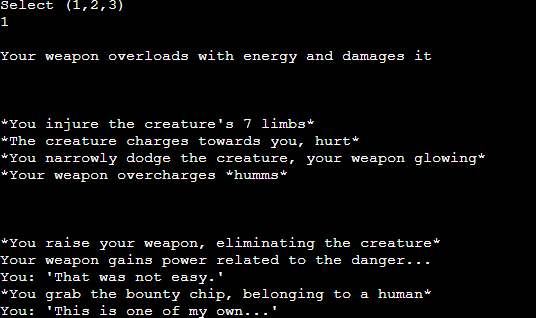 Select (1,2,3)
1
Your weapon overloads with energy and damages it
*You injure the creature's 7 limbs*
*The creature charges towards you, hurt*
*You narrowly dodge the creature, your weapon glowing*
*Your weapon overcharges *humms*
*You raise your weapon, eliminating the creature*
Your weapon gains power related to the danger...
You: 'That was not easy.'
*You grab the bounty chip, belonging to a human*
You: 'This is one of my own...'